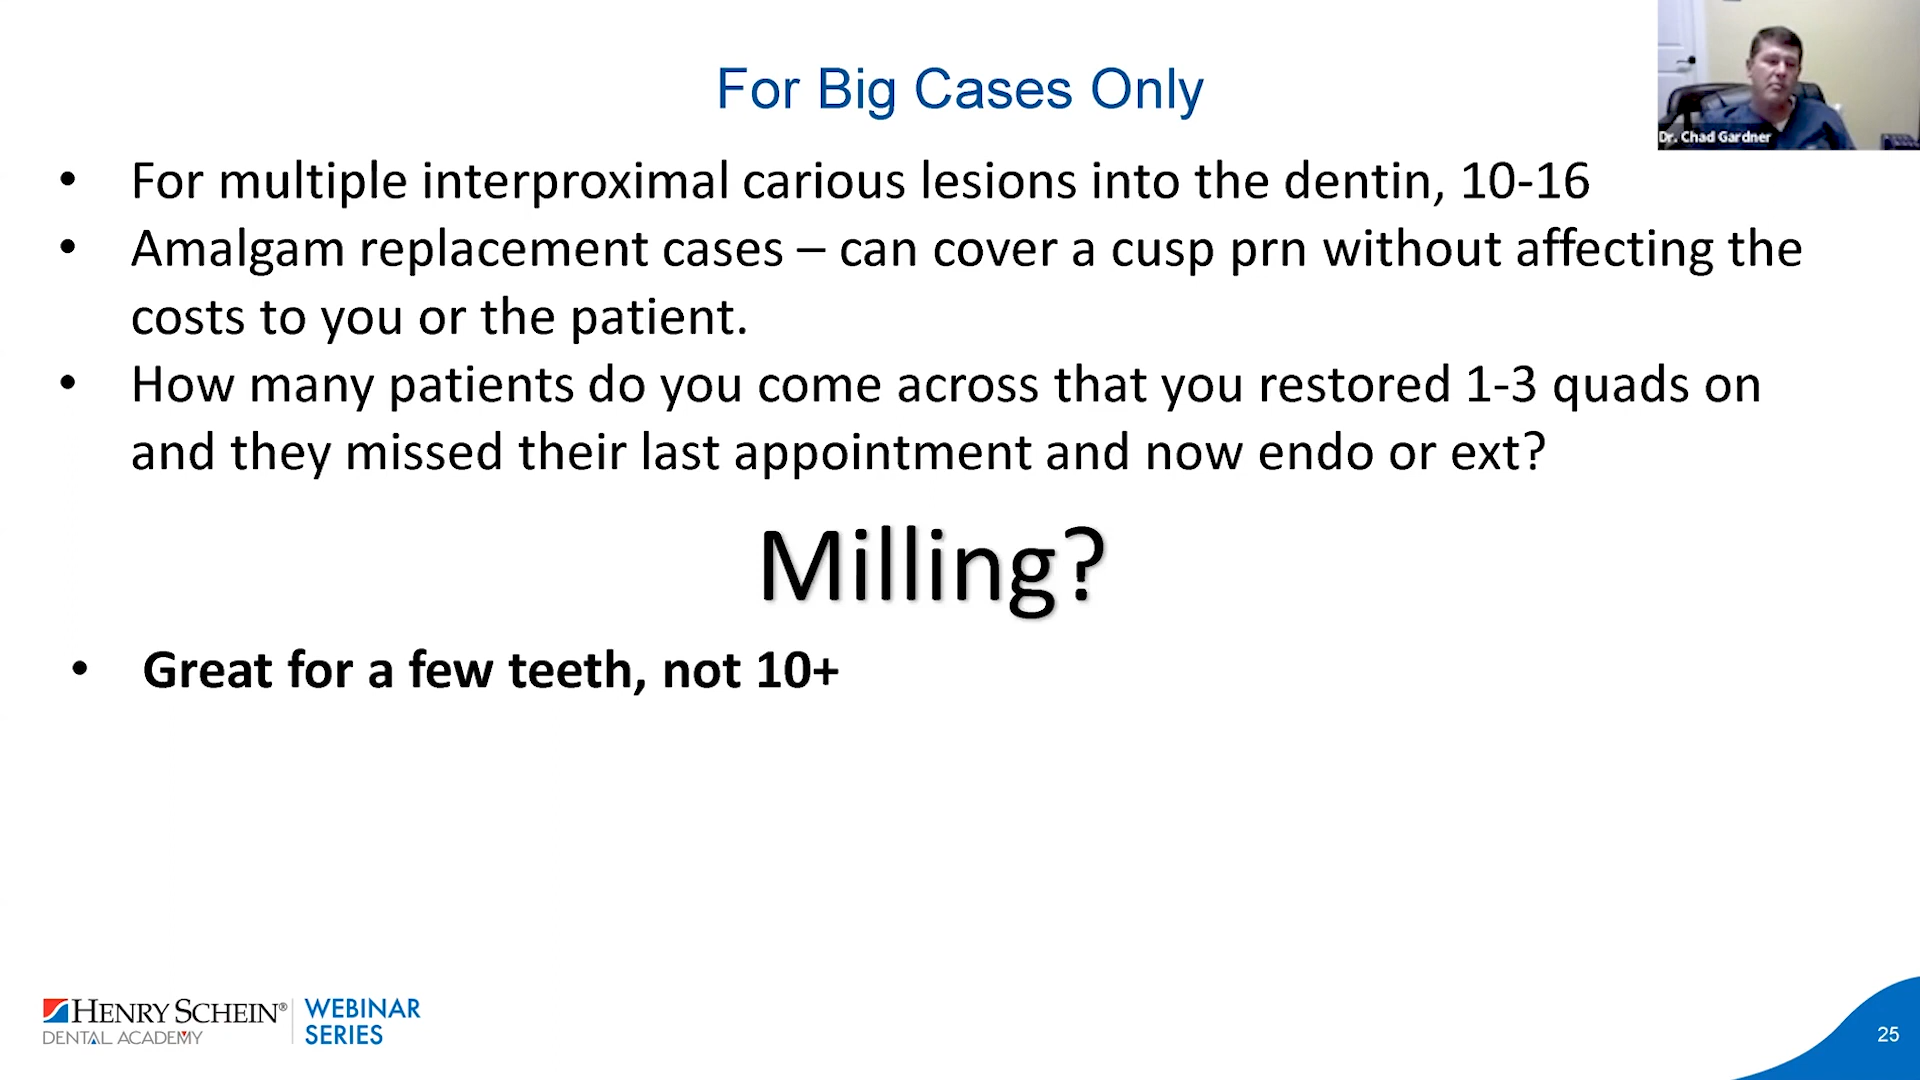 For Big Cases Only
Dr. Chad Gardner
• For multiple interproximal carious lesions into the dentin, 10-16
• Amalgam replacement cases – can cover a cusp prn without affecting the
costs to you or the patient.
• How many patients do you come across that you restored 1-3 quads on
and they missed their last appointment and now endo or ext?
Milling?
• Great for a few teeth, not 10+
HENRY SCHEIN®
DENTAL ACADEMY
WEBINAR
SERIES
25